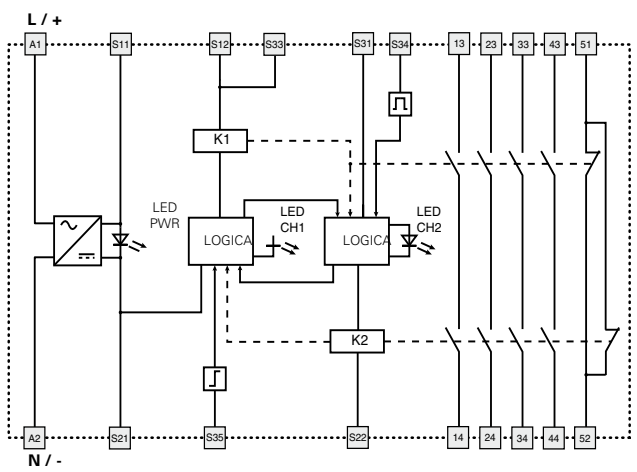 L / +
A1 S11 S12 S33 S31 S34 13 23 33 43 51
K1
LED
PWR
LOGICA
LED
CH1
LOGICA
LED
CH2
K2
A2 S21 S35 S22 14 24 34 44 52
N / -